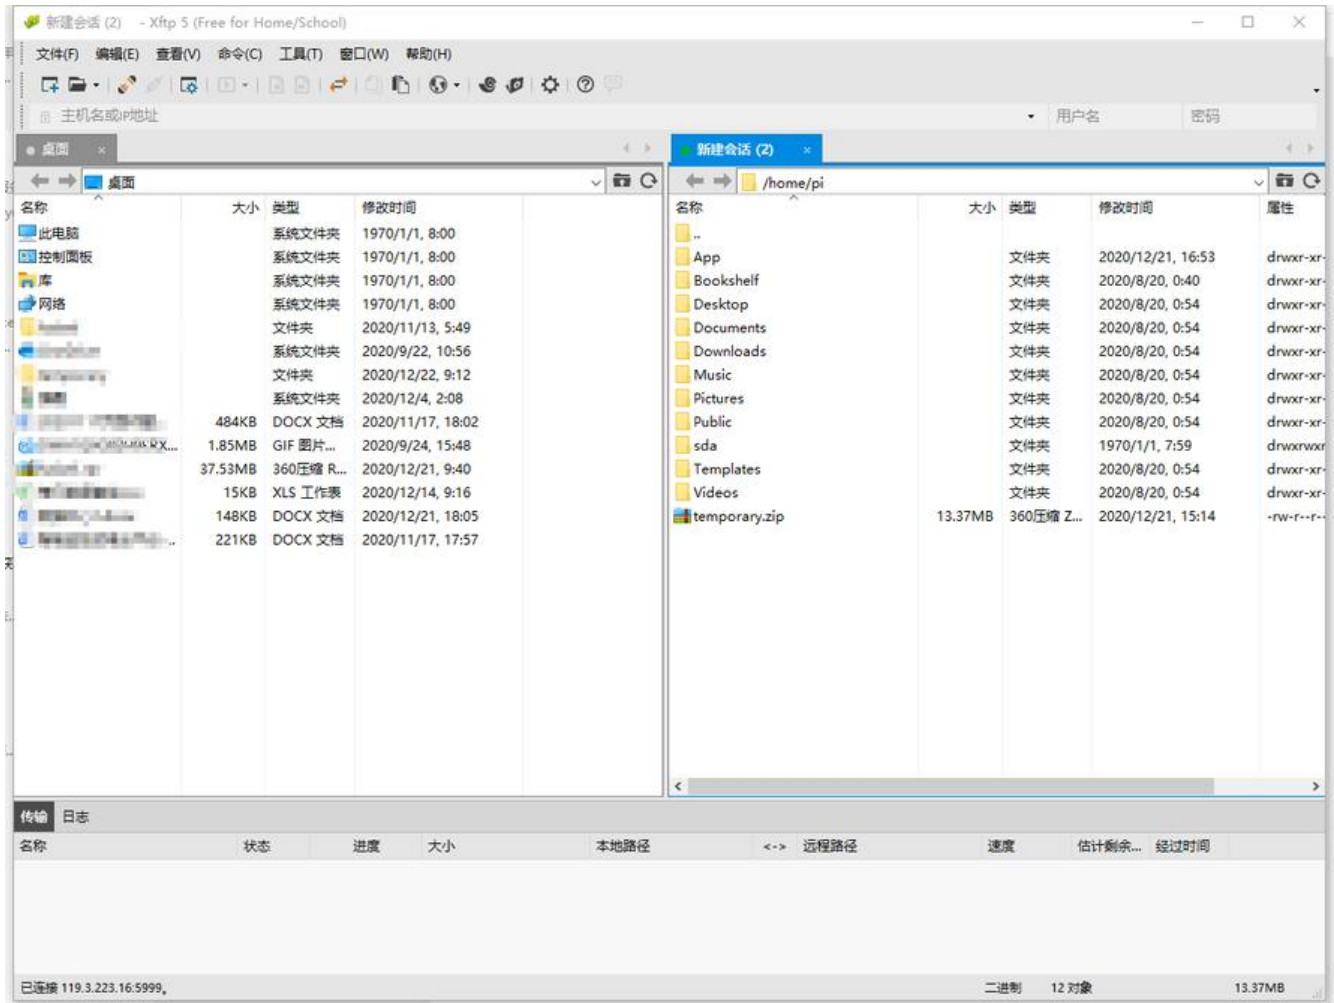 新建会话 (2) - Xftp 5 (Free for Home/School)
文件(F) 编辑(E) 查看(V) 命令(C) 工具(T) 窗口(W) 帮助(H)
主机名或IP地址 用户名 密码
桌面 × 新建会话 (2) ×
桌面 /home/pi
名称 大小 类型 修改时间 名称 大小 类型 修改时间 属性
此电脑 系统文件夹 1970/1/1, 8:00 ..
控制面板 系统文件夹 1970/1/1, 8:00 App 文件夹 2020/12/21, 16:53 drwxr-xr-
库 系统文件夹 1970/1/1, 8:00 Bookshelf 文件夹 2020/8/20, 0:40 drwxr-xr-
网络 系统文件夹 1970/1/1, 8:00 Desktop 文件夹 2020/8/20, 0:54 drwxr-xr-
文件夹 2020/11/13, 5:49 Documents 文件夹 2020/8/20, 0:54 drwxr-xr-
系统文件夹 2020/9/22, 10:56 Downloads 文件夹 2020/8/20, 0:54 drwxr-xr-
文件夹 2020/12/22, 9:12 Music 文件夹 2020/8/20, 0:54 drwxr-xr-
系统文件夹 2020/12/4, 2:08 Pictures 文件夹 2020/8/20, 0:54 drwxr-xr-
484KB DOCX 文档 2020/11/17, 18:02 Public 文件夹 2020/8/20, 0:54 drwxr-xr-
1.85MB GIF 图片... 2020/9/24, 15:48 sda 文件夹 1970/1/1, 7:59 drwxrwxr
37.53MB 360压缩 R... 2020/12/21, 9:40 Templates 文件夹 2020/8/20, 0:54 drwxr-xr-
15KB XLS 工作表 2020/12/14, 9:16 Videos 文件夹 2020/8/20, 0:54 drwxr-xr-
148KB DOCX 文档 2020/12/21, 18:05 temporary.zip 13.37MB 360压缩 Z... 2020/12/21, 15:14 -rw-r--r--
221KB DOCX 文档 2020/11/17, 17:57
传输 日志
名称 状态 进度 大小 本地路径 <-> 远程路径 速度 估计剩余... 经过时间
已连接 119.3.223.16:5999。 二进制 12 对象 13.37MB